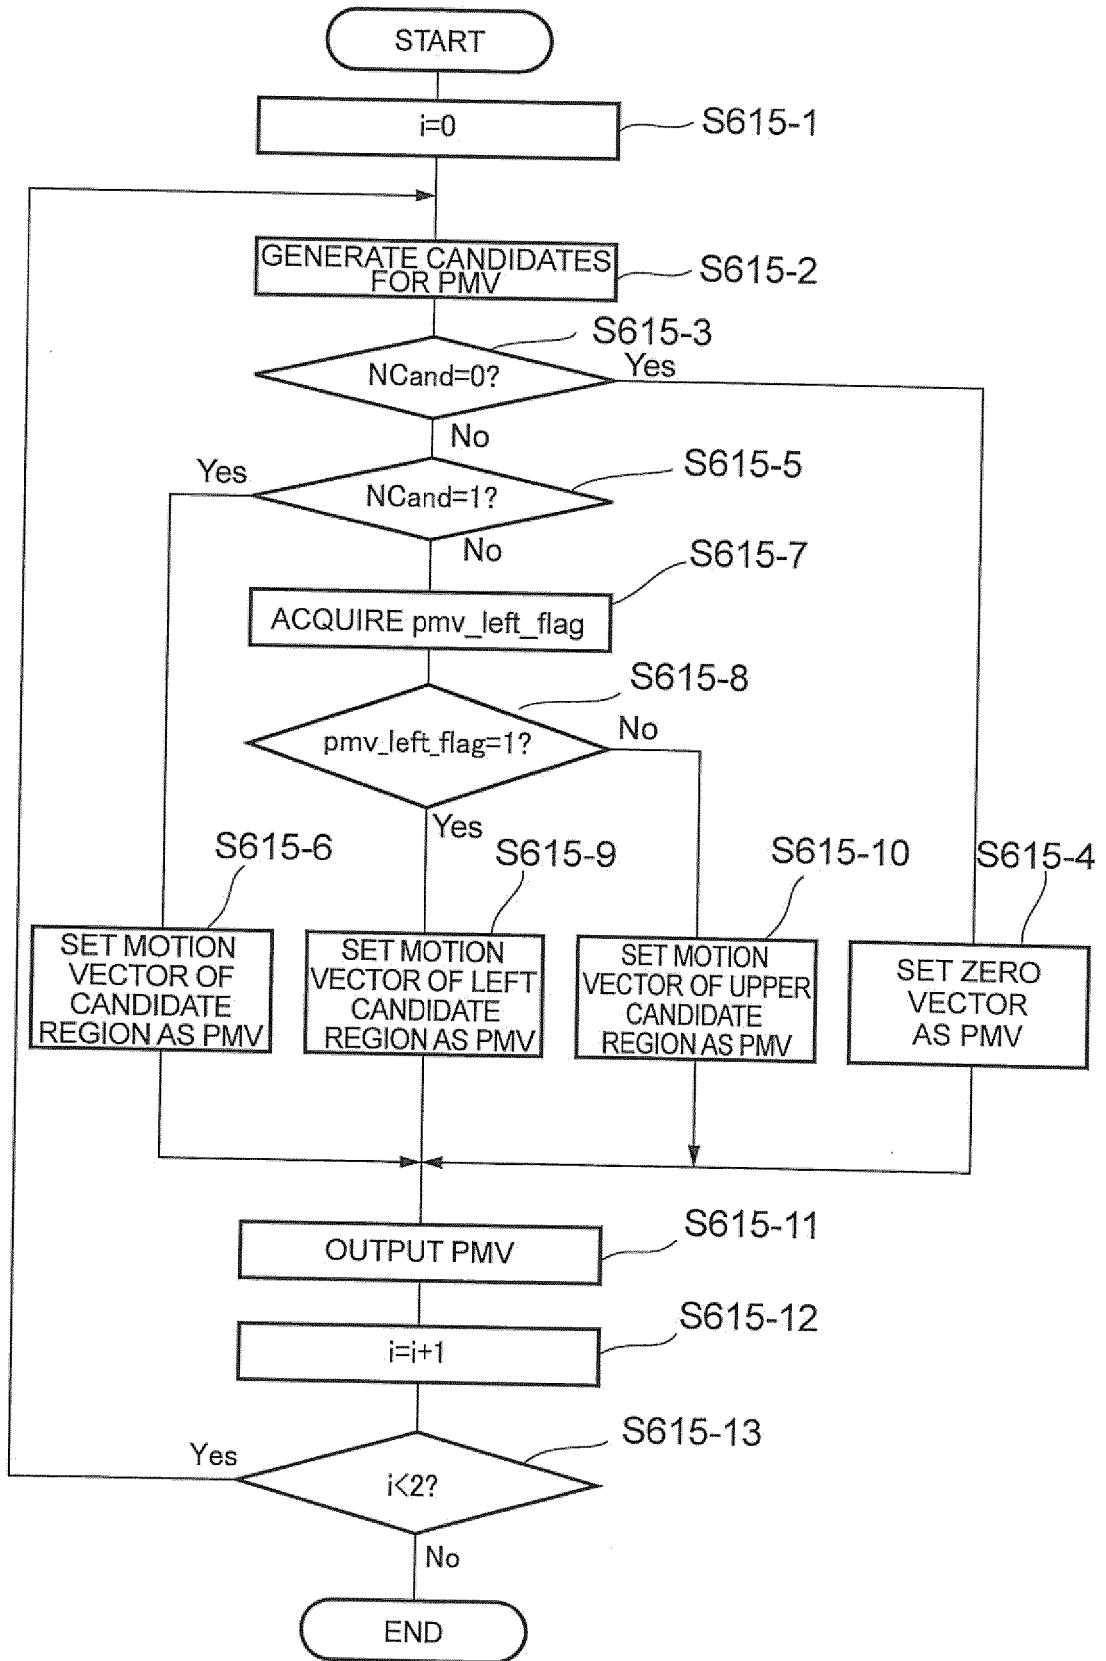 START
i=0
S615-1
GENERATE CANDIDATES
FOR PMV
S615-2
S615-3
NCand=0?
Yes
No
S615-5
Yes
NCand=1?
No
S615-7
ACQUIRE pmv_left_flag
S615-8
pmv_left_flag=1?
No
Yes
S615-6
S615-9
S615-10
S615-4
SET MOTION
VECTOR OF
CANDIDATE
REGION AS PMV
SET MOTION
VECTOR OF LEFT
CANDIDATE
REGION AS PMV
SET MOTION
VECTOR OF UPPER
CANDIDATE
REGION AS PMV
SET ZERO
VECTOR
AS PMV
OUTPUT PMV
S615-11
i=i+1
S615-12
S615-13
Yes
i<2?
No
END